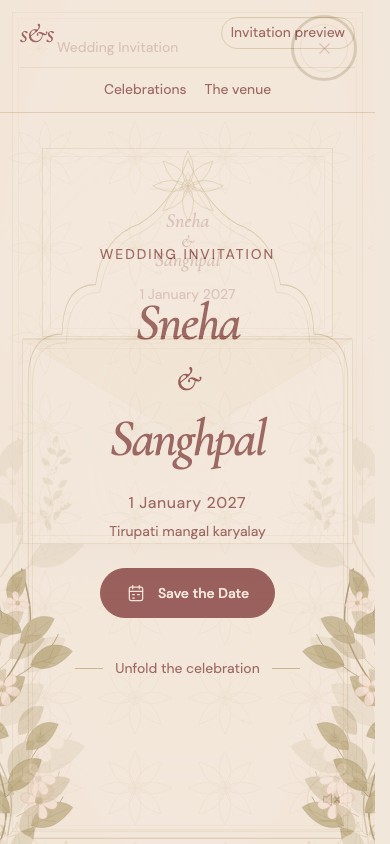 s&s
Wedding Invitation
Invitation preview
Celebrations
The venue
Sneha
&
Sanghpal
WEDDING INVITATION
1 January 2027
Sneha
&
Sanghpal
1 January 2027
Tirupati mangal karyalay
Save the Date
Unfold the celebration